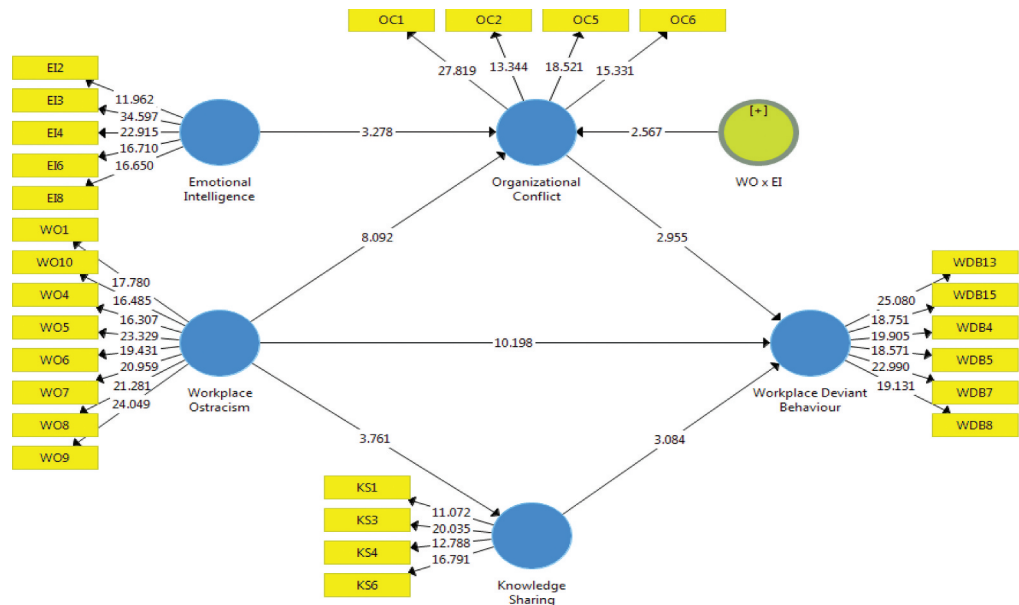 OC1
OC2
OC5
OC6
27.819
13.344
18.521
15.331
EI2
EI3
EI4
EI6
EI8
11.962
34.597
22.915
16.710
16.650
Emotional
Intelligence
3.278
Organizational
Conflict
2.567
[+]
WO x EI
8.092
2.955
WO1
WO10
WO4
WO5
WO6
WO7
WO8
WO9
17.780
16.485
16.307
23.329
19.431
20.959
21.281
24.049
Workplace
Ostracism
10.198
Workplace Deviant
Behaviour
25.080
18.751
19.905
18.571
22.990
19.131
WDB13
WDB15
WDB4
WDB5
WDB7
WDB8
3.761
3.084
KS1
KS3
KS4
KS6
11.072
20.035
12.788
16.791
Knowledge
Sharing